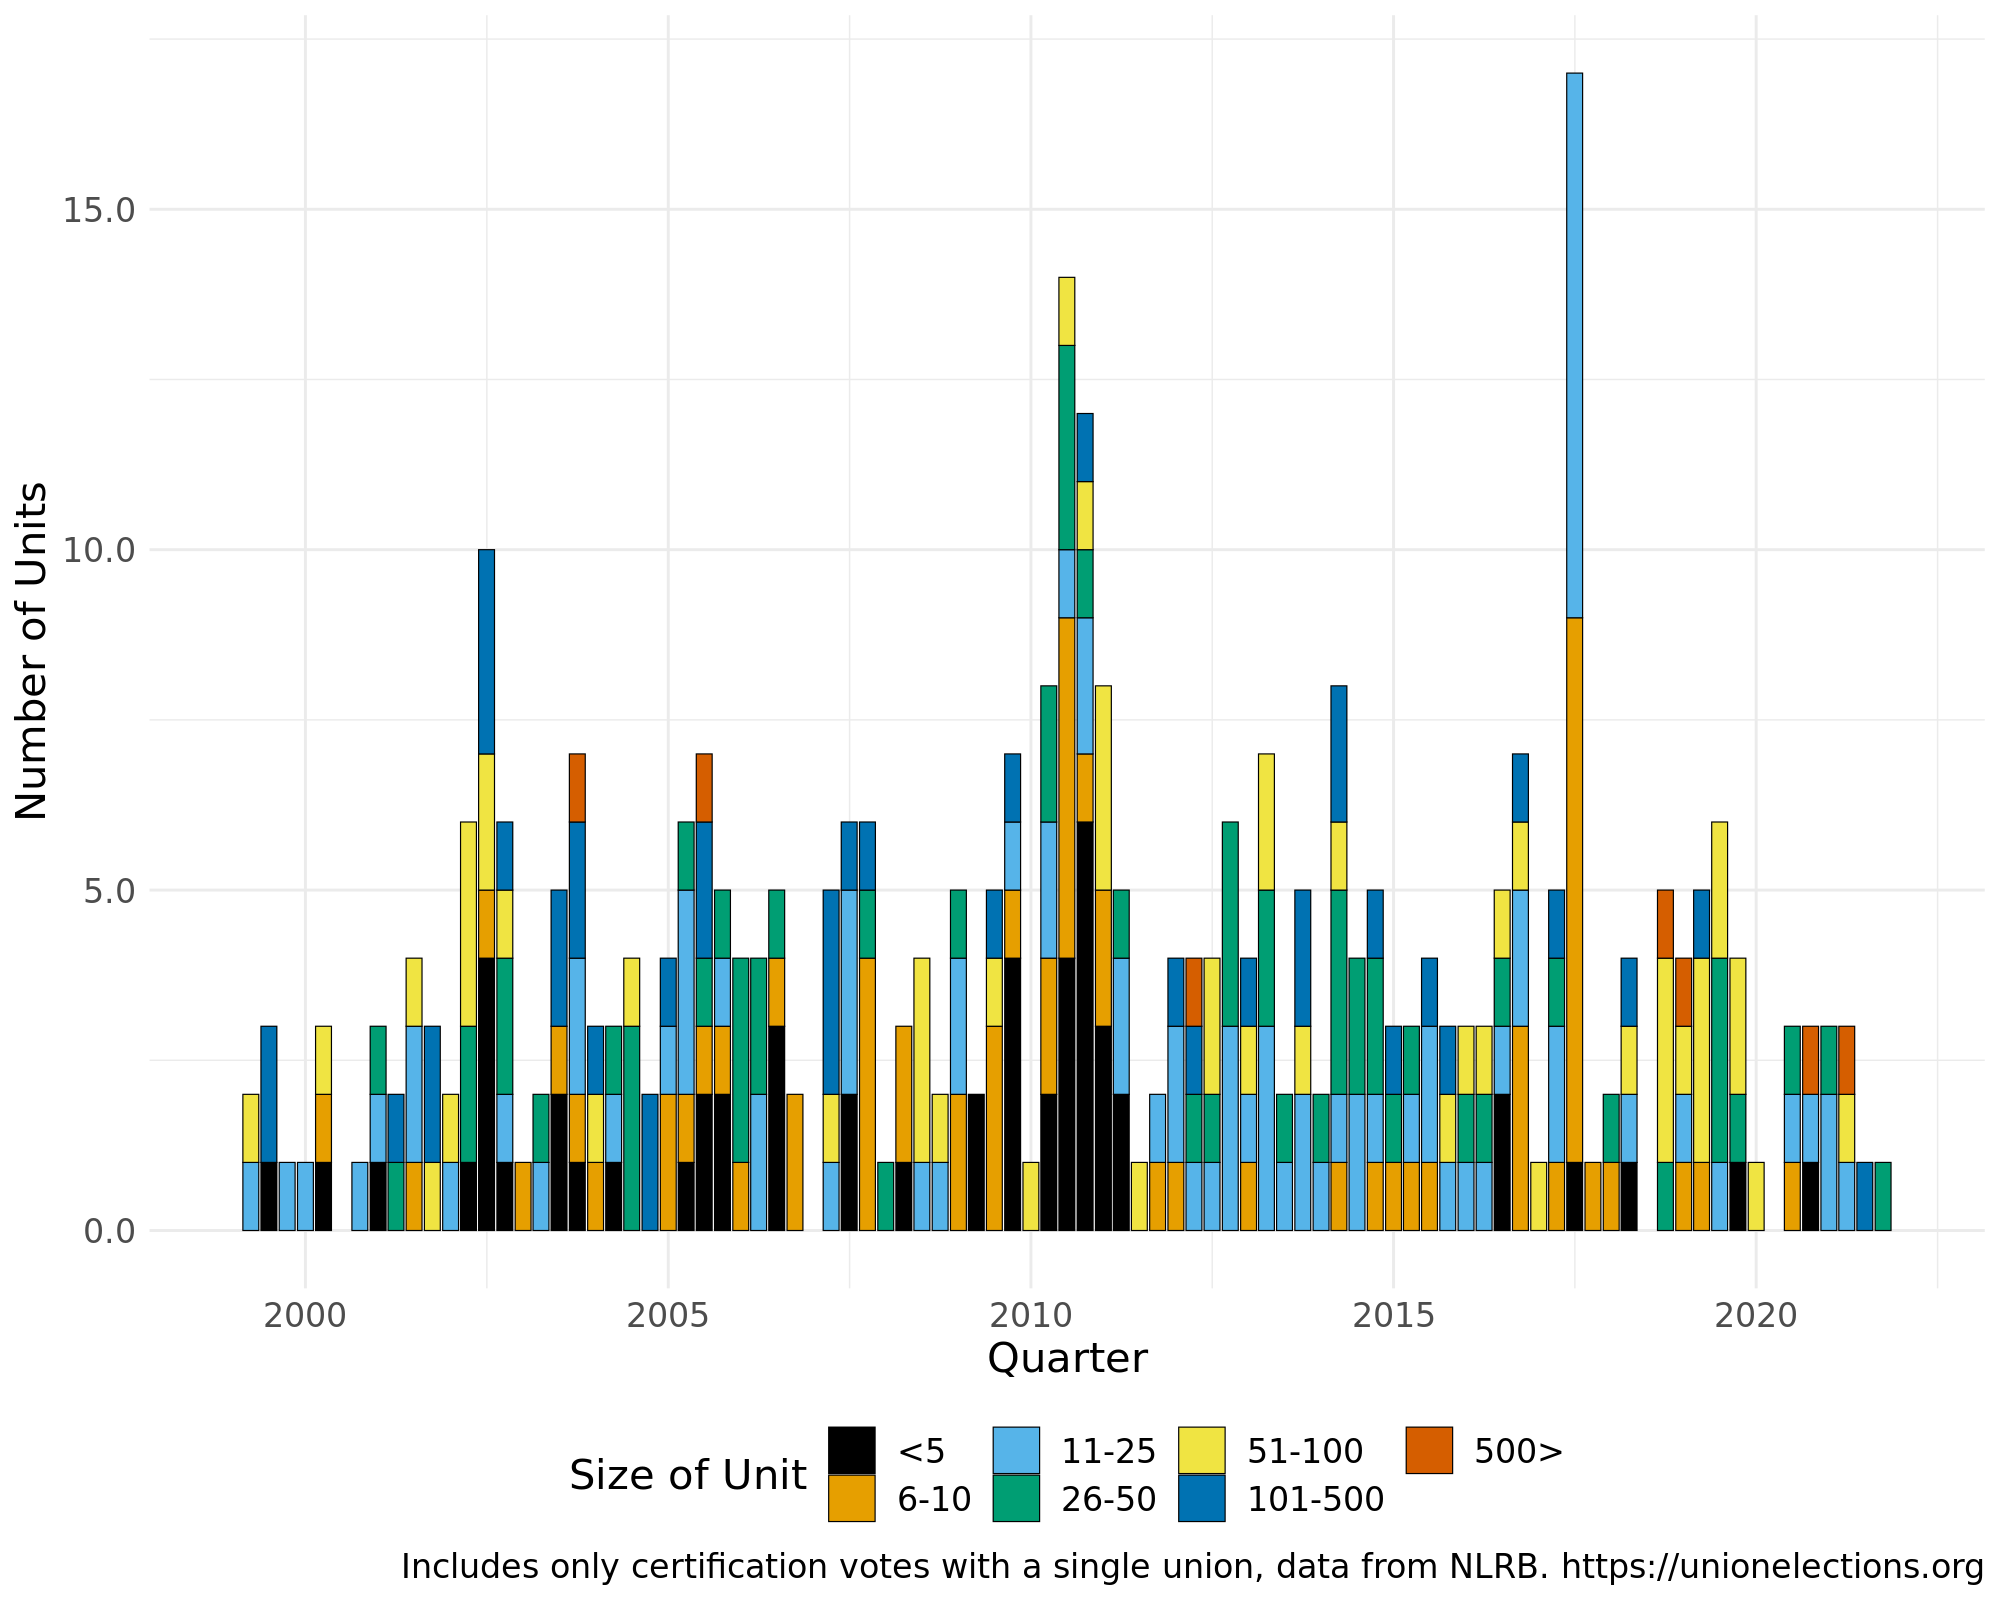 15.0
10.0
5.0
0.0
Number of Units
2000 2005 2010 2015 2020
Quarter
Size of Unit
<5 11-25 51-100 500>
6-10 26-50 101-500
Includes only certification votes with a single union, data from NLRB. https://unionelections.org